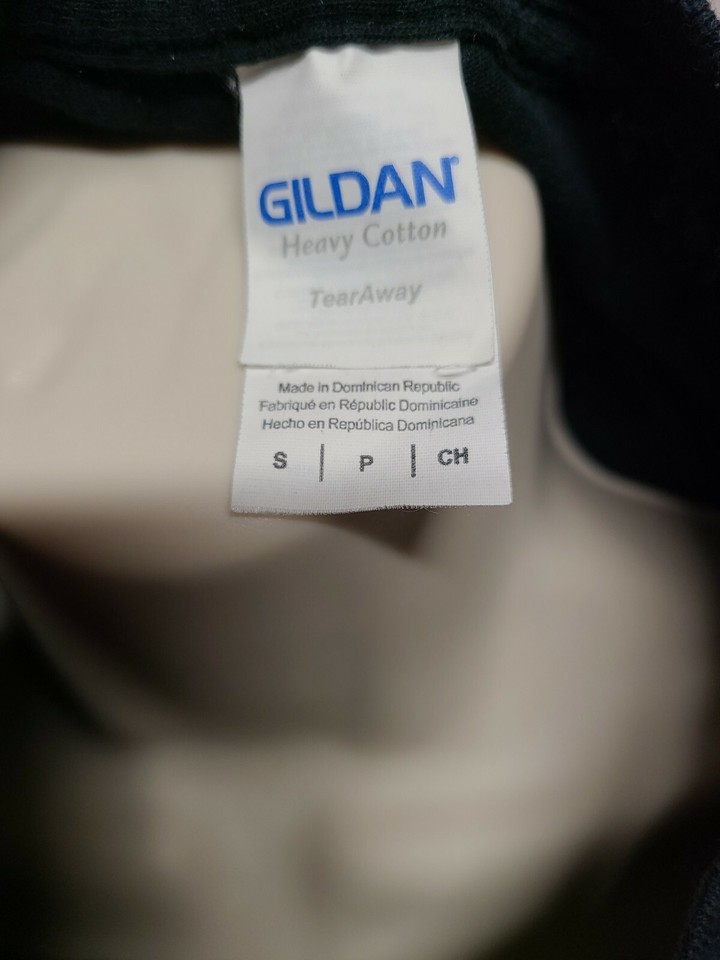 GILDAN®
Heavy Cotton
TearAway
Made in Dominican Republic
Fabriqué en Républic Dominicaine
Hecho en República Dominicana
S | P | CH